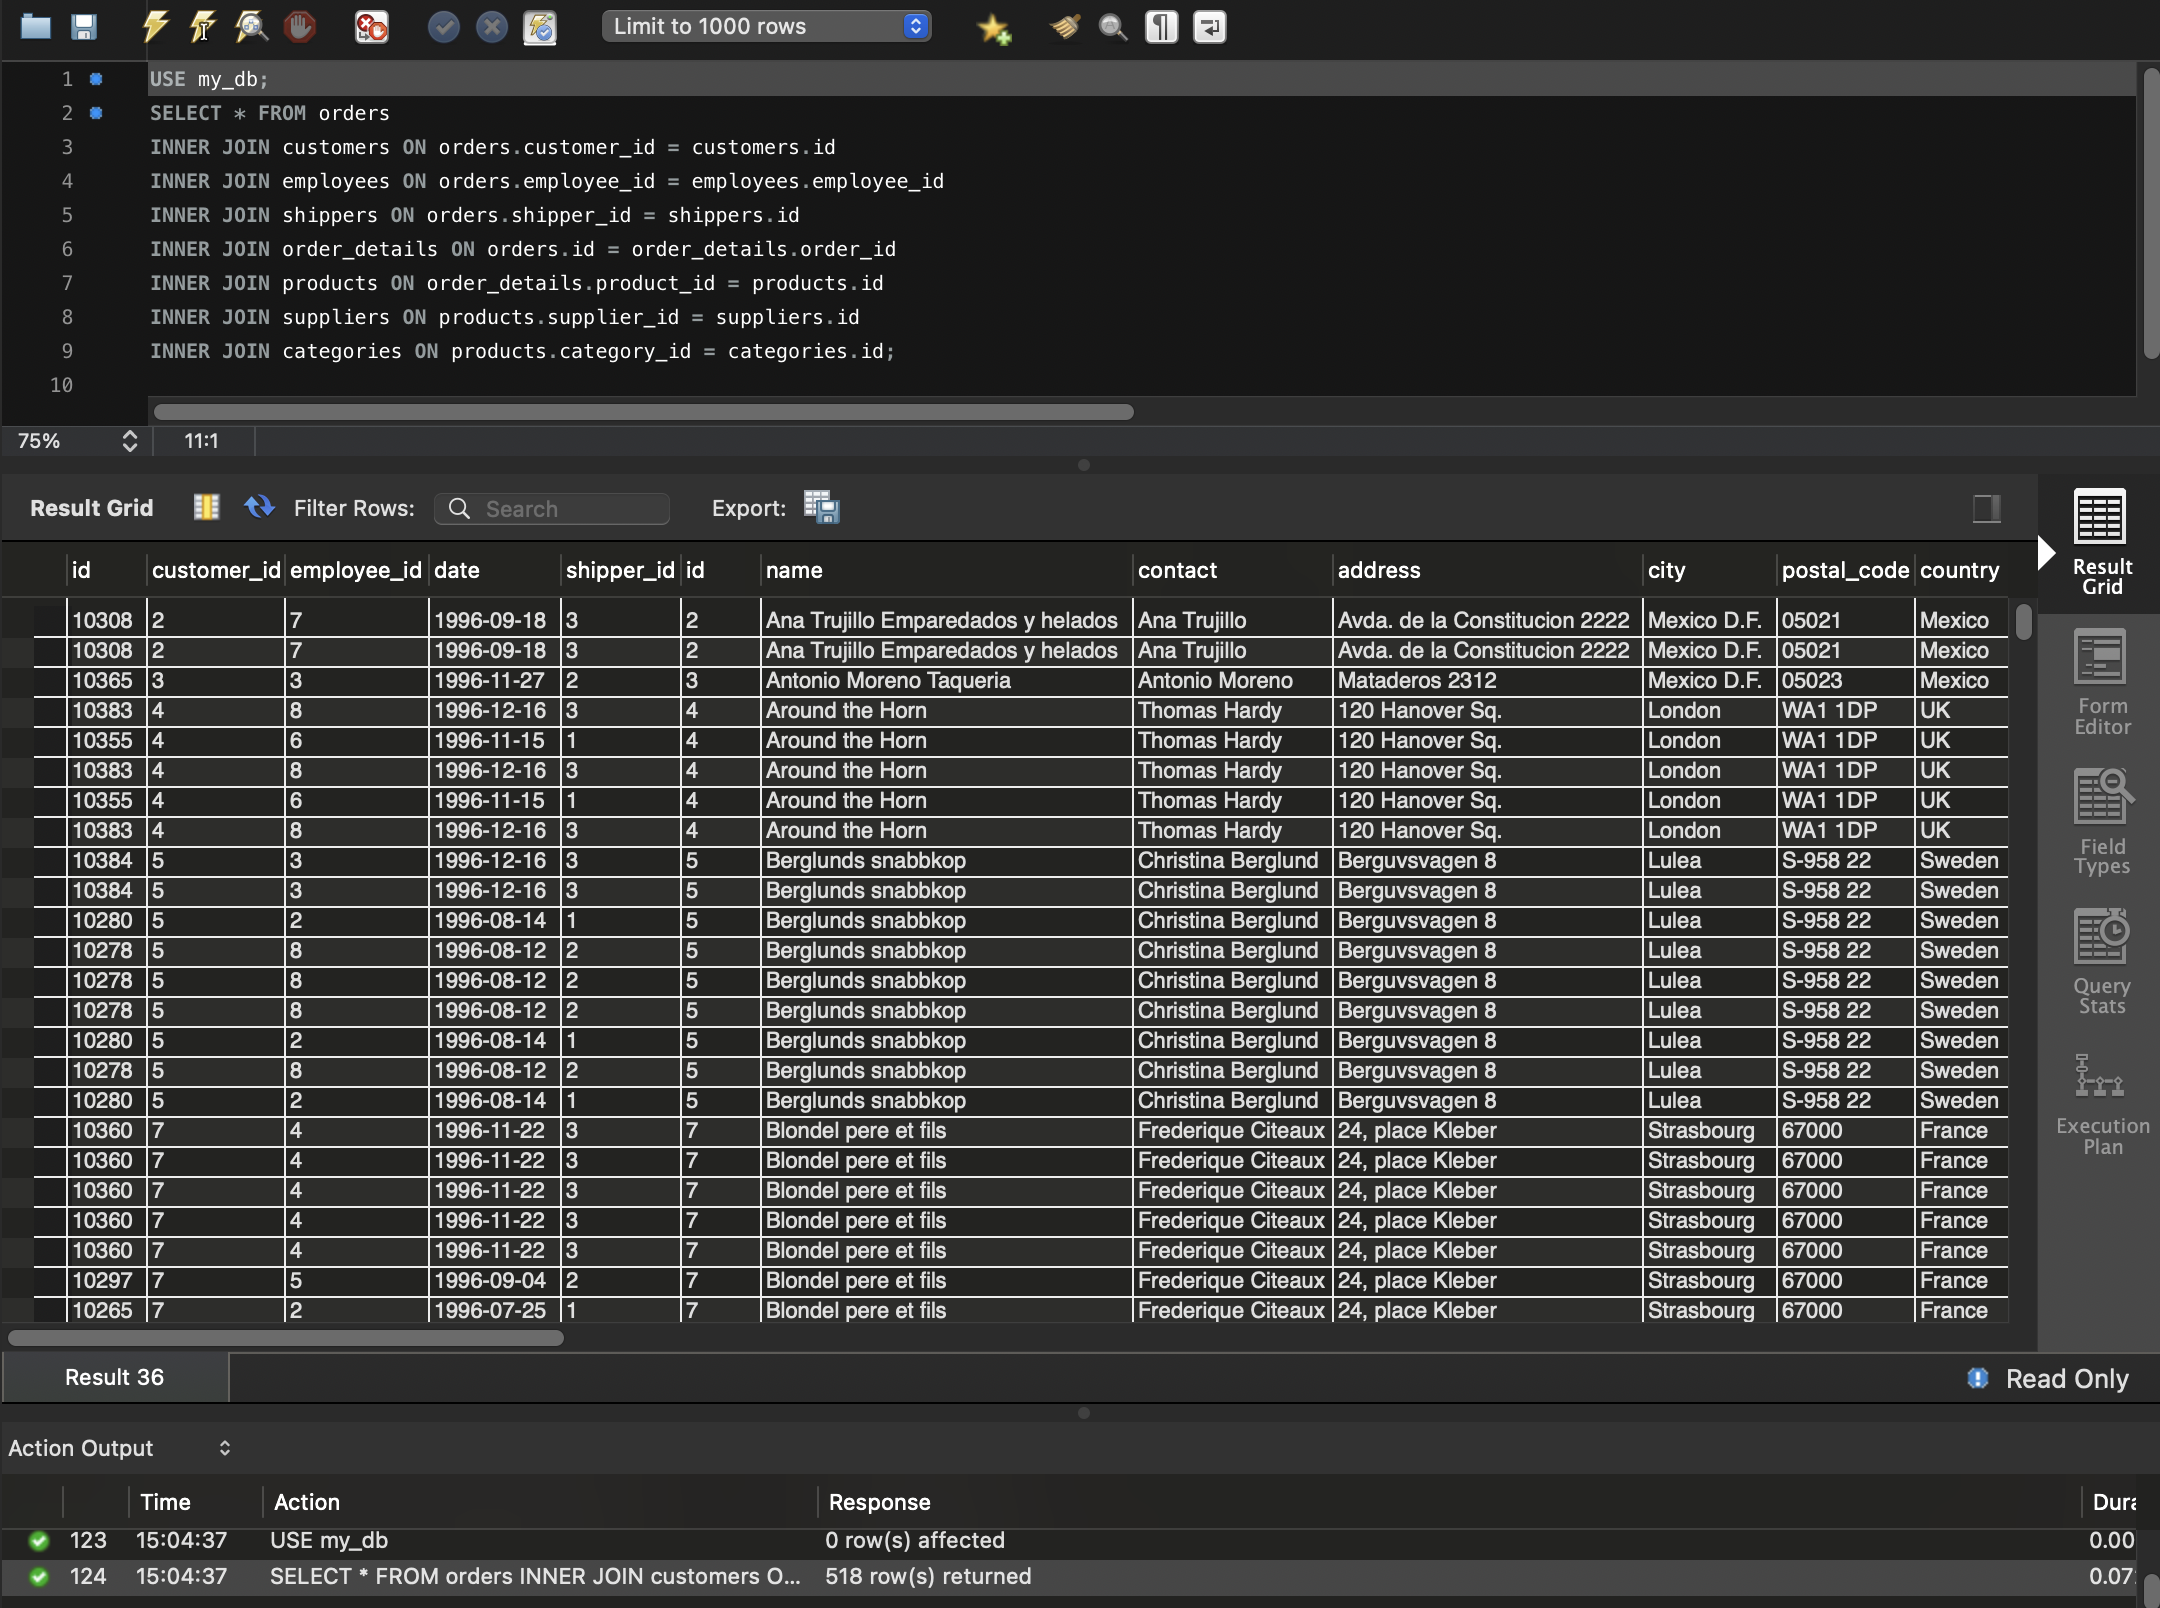 Limit to 1000 rows
1 USE my_db;
2 SELECT * FROM orders
3 INNER JOIN customers ON orders.customer_id = customers.id
4 INNER JOIN employees ON orders.employee_id = employees.employee_id
5 INNER JOIN shippers ON orders.shipper_id = shippers.id
6 INNER JOIN order_details ON orders.id = order_details.order_id
7 INNER JOIN products ON order_details.product_id = products.id
8 INNER JOIN suppliers ON products.supplier_id = suppliers.id
9 INNER JOIN categories ON products.category_id = categories.id;
10
75% 11:1
Result Grid Filter Rows: Search Export:
id customer_id employee_id date shipper_id id name contact address city postal_code country
10308 2 7 1996-09-18 3 2 Ana Trujillo Emparedados y helados Ana Trujillo Avda. de la Constitucion 2222 Mexico D.F. 05021 Mexico
10308 2 7 1996-09-18 3 2 Ana Trujillo Emparedados y helados Ana Trujillo Avda. de la Constitucion 2222 Mexico D.F. 05021 Mexico
10365 3 3 1996-11-27 2 3 Antonio Moreno Taqueria Antonio Moreno Mataderos 2312 Mexico D.F. 05023 Mexico
10383 4 8 1996-12-16 3 4 Around the Horn Thomas Hardy 120 Hanover Sq. London WA1 1DP UK
10355 4 6 1996-11-15 1 4 Around the Horn Thomas Hardy 120 Hanover Sq. London WA1 1DP UK
10383 4 8 1996-12-16 3 4 Around the Horn Thomas Hardy 120 Hanover Sq. London WA1 1DP UK
10355 4 6 1996-11-15 1 4 Around the Horn Thomas Hardy 120 Hanover Sq. London WA1 1DP UK
10383 4 8 1996-12-16 3 4 Around the Horn Thomas Hardy 120 Hanover Sq. London WA1 1DP UK
10384 5 3 1996-12-16 3 5 Berglunds snabbkop Christina Berglund Berguvsvagen 8 Lulea S-958 22 Sweden
10384 5 3 1996-12-16 3 5 Berglunds snabbkop Christina Berglund Berguvsvagen 8 Lulea S-958 22 Sweden
10280 5 2 1996-08-14 1 5 Berglunds snabbkop Christina Berglund Berguvsvagen 8 Lulea S-958 22 Sweden
10278 5 8 1996-08-12 2 5 Berglunds snabbkop Christina Berglund Berguvsvagen 8 Lulea S-958 22 Sweden
10278 5 8 1996-08-12 2 5 Berglunds snabbkop Christina Berglund Berguvsvagen 8 Lulea S-958 22 Sweden
10278 5 8 1996-08-12 2 5 Berglunds snabbkop Christina Berglund Berguvsvagen 8 Lulea S-958 22 Sweden
10280 5 2 1996-08-14 1 5 Berglunds snabbkop Christina Berglund Berguvsvagen 8 Lulea S-958 22 Sweden
10278 5 8 1996-08-12 2 5 Berglunds snabbkop Christina Berglund Berguvsvagen 8 Lulea S-958 22 Sweden
10280 5 2 1996-08-14 1 5 Berglunds snabbkop Christina Berglund Berguvsvagen 8 Lulea S-958 22 Sweden
10360 7 4 1996-11-22 3 7 Blondel pere et fils Frederique Citeaux 24, place Kleber Strasbourg 67000 France
10360 7 4 1996-11-22 3 7 Blondel pere et fils Frederique Citeaux 24, place Kleber Strasbourg 67000 France
10360 7 4 1996-11-22 3 7 Blondel pere et fils Frederique Citeaux 24, place Kleber Strasbourg 67000 France
10360 7 4 1996-11-22 3 7 Blondel pere et fils Frederique Citeaux 24, place Kleber Strasbourg 67000 France
10360 7 4 1996-11-22 3 7 Blondel pere et fils Frederique Citeaux 24, place Kleber Strasbourg 67000 France
10297 7 5 1996-09-04 2 7 Blondel pere et fils Frederique Citeaux 24, place Kleber Strasbourg 67000 France
10265 7 2 1996-07-25 1 7 Blondel pere et fils Frederique Citeaux 24, place Kleber Strasbourg 67000 France
Result
Grid
Form
Editor
Field
Types
Query
Stats
Execution
Plan
Result 36 Read Only
Action Output
Time Action Response Dura
123 15:04:37 USE my_db 0 row(s) affected 0.00
124 15:04:37 SELECT * FROM orders INNER JOIN customers O... 518 row(s) returned 0.07